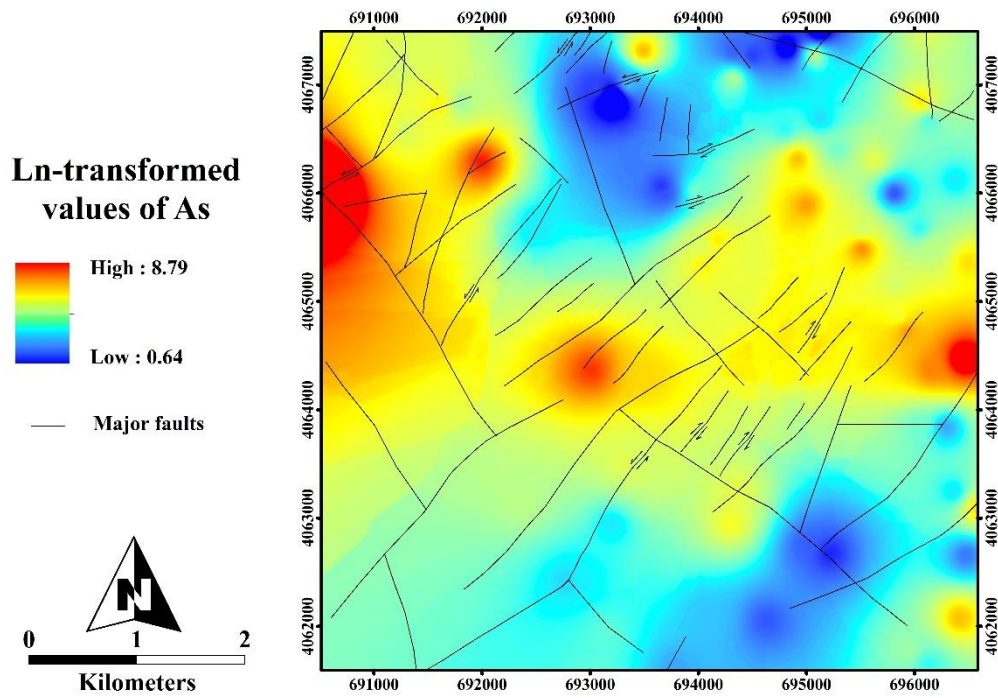 691000 692000 693000 694000 695000 696000
4067000 4067000
4066000 4066000
4065000 4065000
4064000 4064000
4063000 4063000
4062000 4062000
Ln-transformed
values of As
High : 8.79
Low : 0.64
Major faults
N
0 1 2
Kilometers
691000 692000 693000 694000 695000 696000